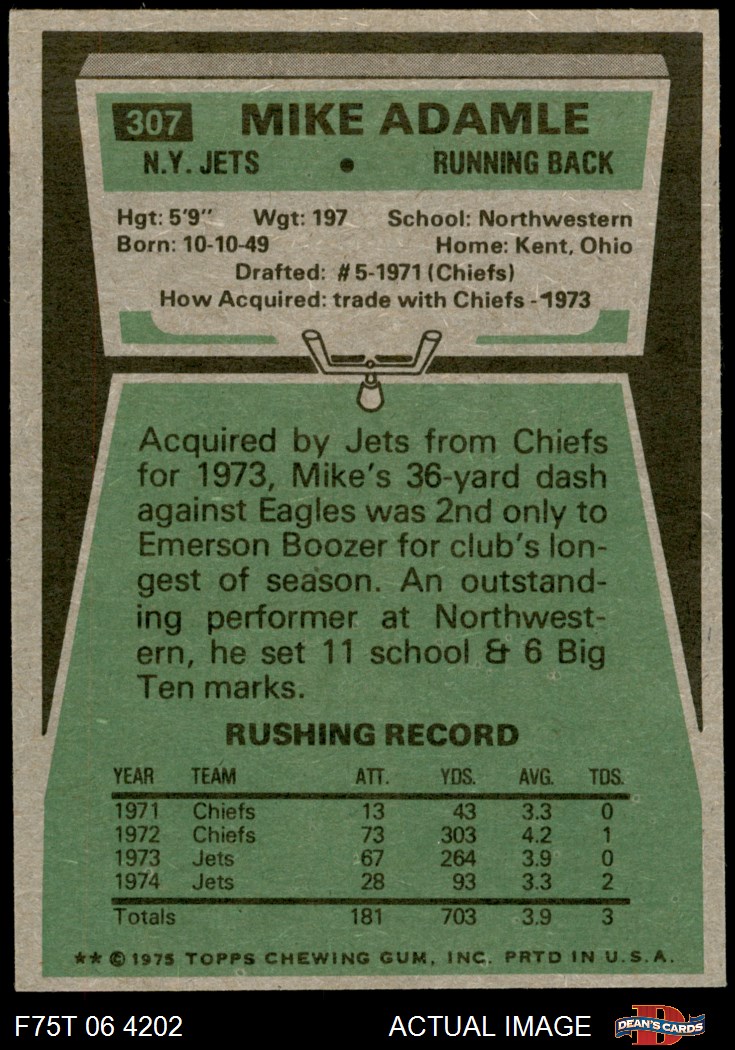 307 MIKE ADAMLE
N.Y. JETS • RUNNING BACK
Hgt: 5'9" Wgt: 197 School: Northwestern
Born: 10-10-49 Home: Kent, Ohio
Drafted: #5-1971 (Chiefs)
How Acquired: trade with Chiefs - 1973
Acquired by Jets from Chiefs
for 1973, Mike's 36-yard dash
against Eagles was 2nd only to
Emerson Boozer for club's lon-
gest of season. An outstand-
ing performer at Northwest-
ern, he set 11 school & 6 Big
Ten marks.
RUSHING RECORD
YEAR TEAM ATT. YDS. AVG. TDS.
1971 Chiefs 13 43 3.3 0
1972 Chiefs 73 303 4.2 1
1973 Jets 67 264 3.9 0
1974 Jets 28 93 3.3 2
Totals 181 703 3.9 3
** © 1975 TOPPS CHEWING GUM, INC. PRTD IN U.S.A.
F75T 06 4202 ACTUAL IMAGE D DEAN'S CARDS